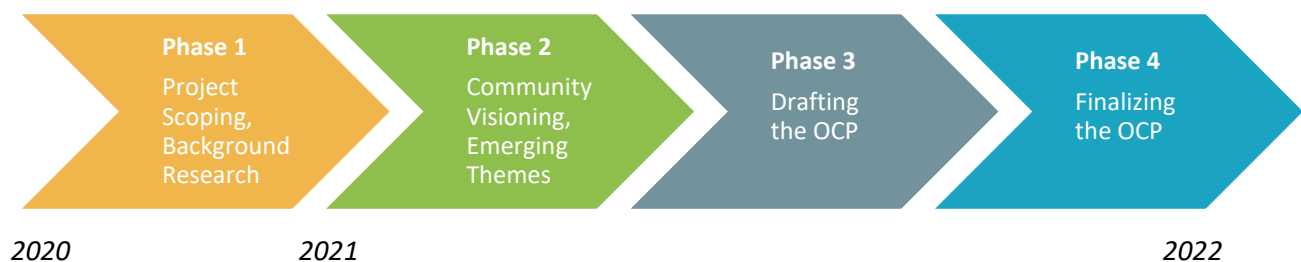 Phase 1
Project
Scoping,
Background
Research
Phase 2
Community
Visioning,
Emerging
Themes
Phase 3
Drafting
the OCP
Phase 4
Finalizing
the OCP
2020
2021
2022